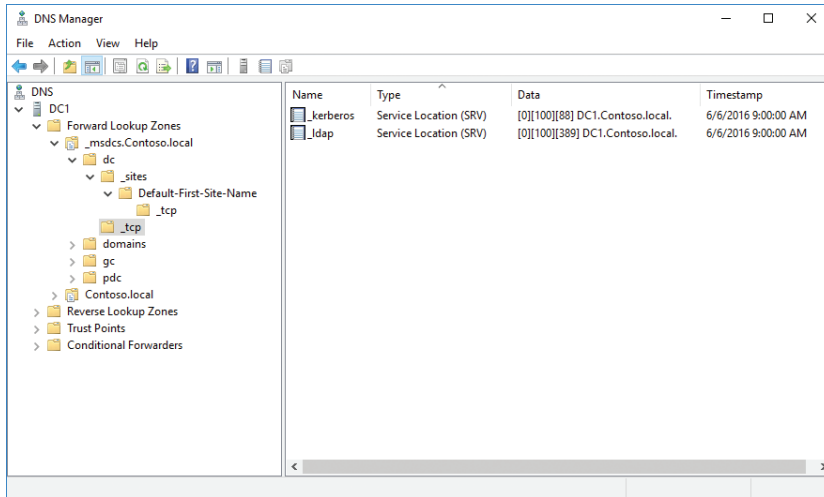 DNS Manager
File Action View Help
DNS
DC1
Forward Lookup Zones
_msdcs.Contoso.local
dc
_sites
Default-First-Site-Name
_tcp
_tcp
domains
gc
pdc
Contoso.local
Reverse Lookup Zones
Trust Points
Conditional Forwarders
Name Type Data Timestamp
_kerberos Service Location (SRV) [0][100][88] DC1.Contoso.local. 6/6/2016 9:00:00 AM
_ldap Service Location (SRV) [0][100][389] DC1.Contoso.local. 6/6/2016 9:00:00 AM